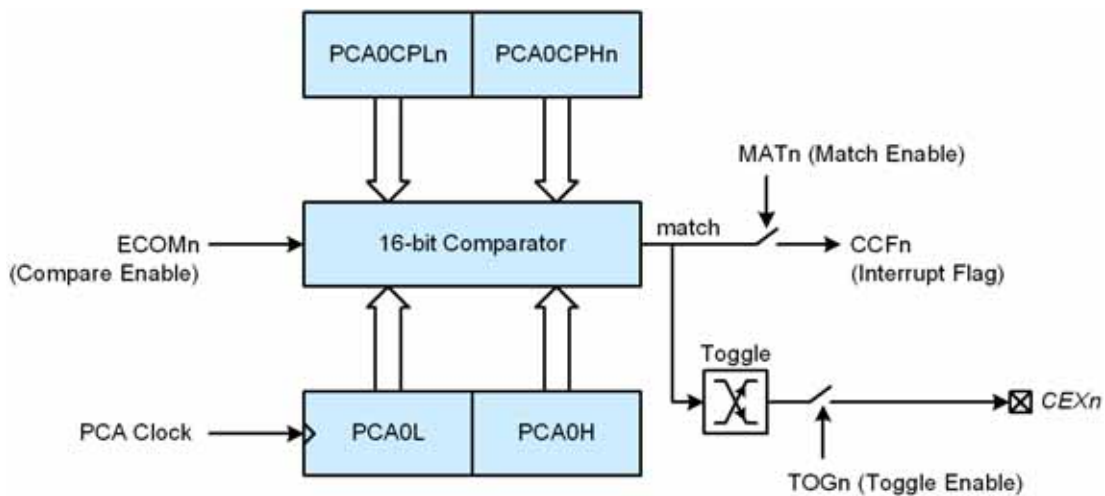 PCA0CPLn
PCA0CPHn
MATn (Match Enable)
ECOMn
(Compare Enable)
16-bit Comparator
match
CCFn
(Interrupt Flag)
Toggle
PCA Clock
PCA0L
PCA0H
CEXn
TOGn (Toggle Enable)